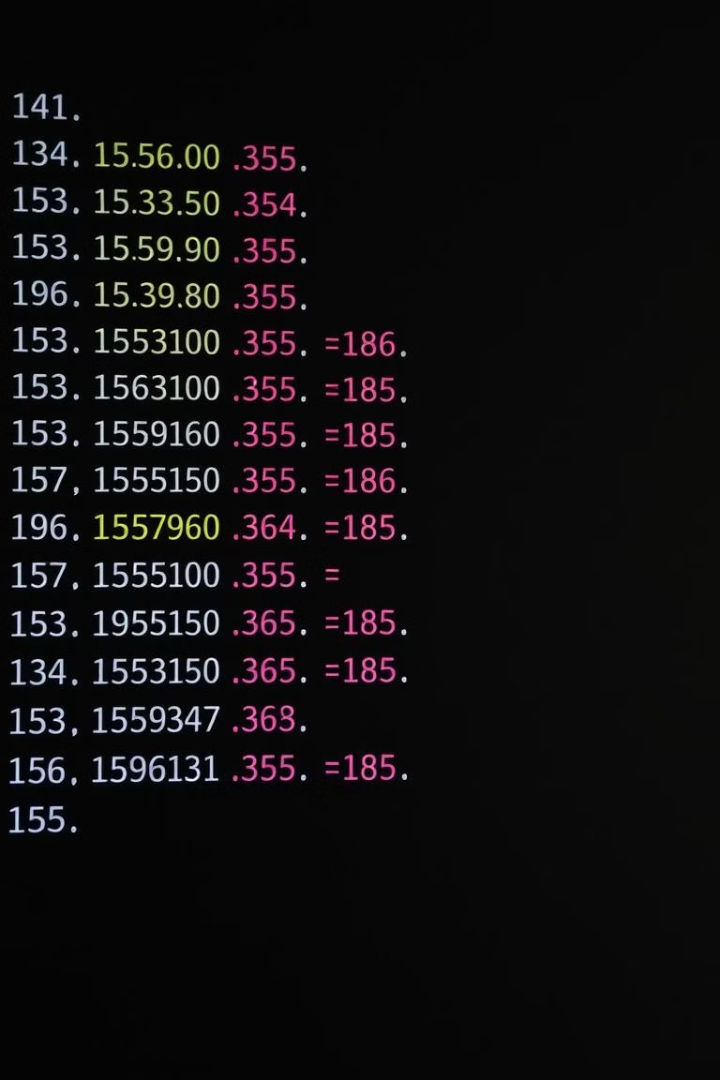 141.
134. 15.56.00 .355.
153. 15.33.50 .354.
153. 15.59.90 .355.
196. 15.39.80 .355.
153. 1553100 .355. =186.
153. 1563100 .355. =185.
153. 1559160 .355. =185.
157, 1555150 .355. =186.
196. 1557960 .364. =185.
157, 1555100 .355. =
153. 1955150 .365. =185.
134. 1553150 .365. =185.
153, 1559347 .363.
156, 1596131 .355. =185.
155.